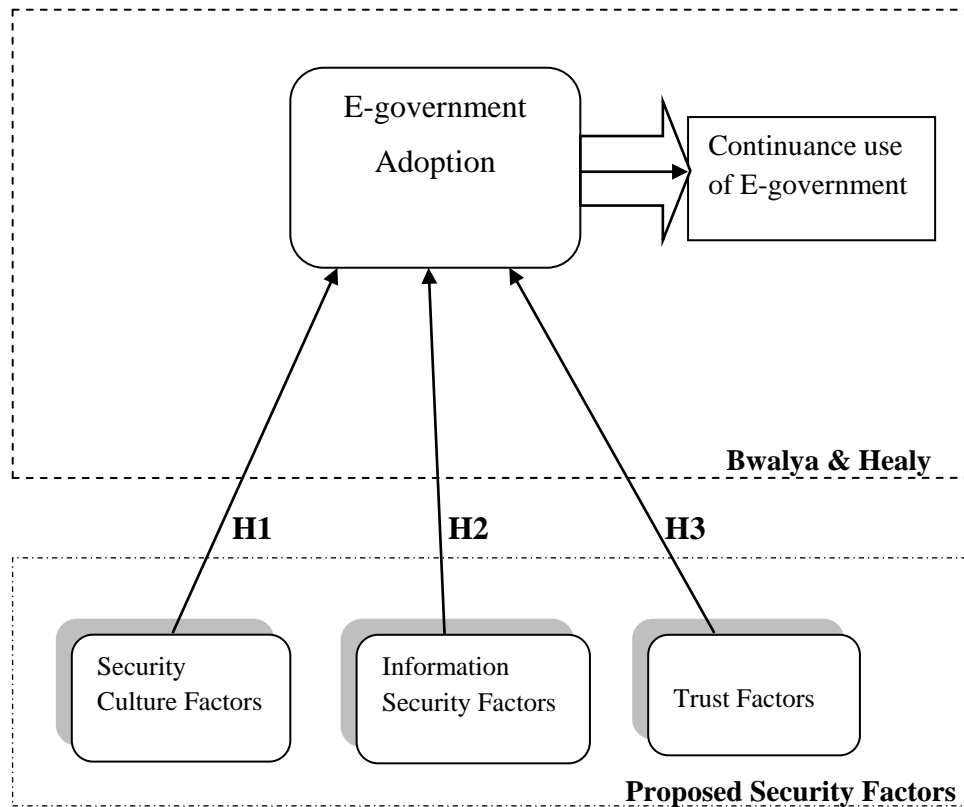 E-government
Adoption
Continuance use
of E-government
Bwalya & Healy
H1
H2
H3
Security
Culture Factors
Information
Security Factors
Trust Factors
Proposed Security Factors